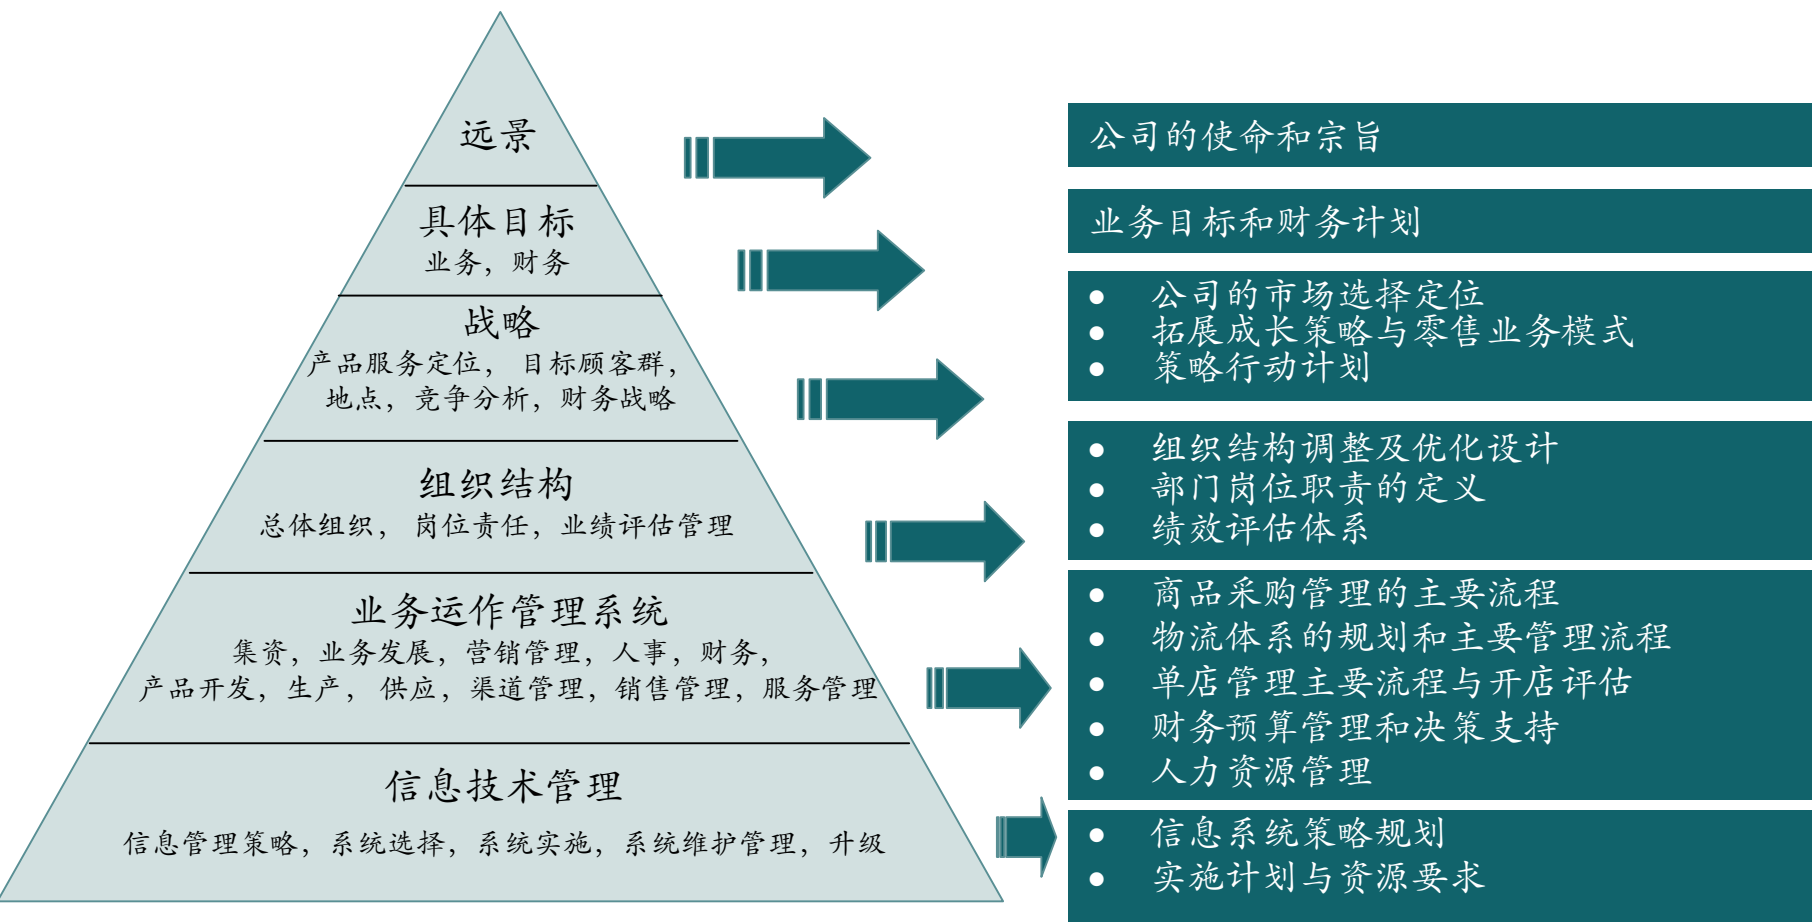 远景
具体目标
业务，财务
战略
产品服务定位， 目标顾客群，
地点，竞争分析，财务战略
组织结构
总体组织， 岗位责任，业绩评估管理
业务运作管理系统
集资，业务发展，营销管理，人事，财务，
产品开发，生产， 供应，渠道管理，销售管理，服务管理
信息技术管理
信息管理策略，系统选择，系统实施，系统维护管理，升级
公司的使命和宗旨
业务目标和财务计划
● 公司的市场选择定位
● 拓展成长策略与零售业务模式
● 策略行动计划
● 组织结构调整及优化设计
● 部门岗位职责的定义
● 绩效评估体系
● 商品采购管理的主要流程
● 物流体系的规划和主要管理流程
● 单店管理主要流程与开店评估
● 财务预算管理和决策支持
● 人力资源管理
● 信息系统策略规划
● 实施计划与资源要求